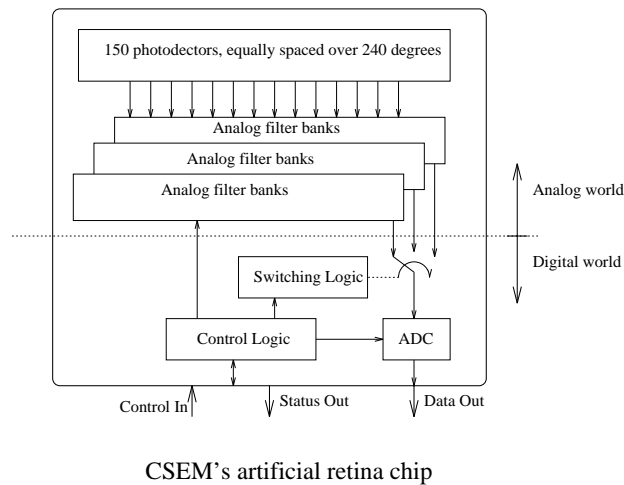 150 photodectors, equally spaced over 240 degrees
Analog filter banks
Analog filter banks
Analog filter banks
Analog world
Digital world
Switching Logic
Control Logic
ADC
Control In
Status Out
Data Out
CSEM's artificial retina chip